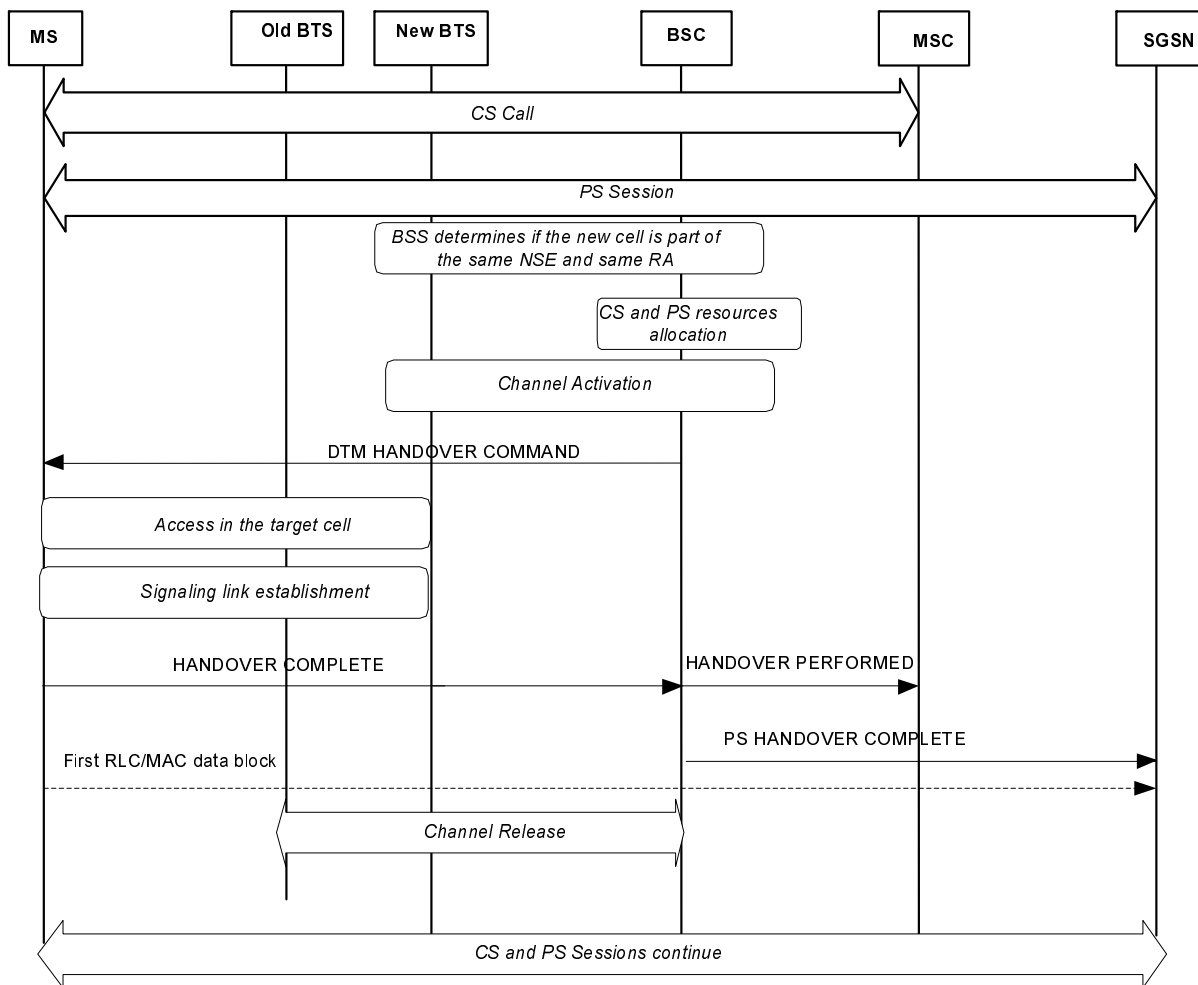 MS
Old BTS
New BTS
BSC
MSC
SGSN
CS Call
PS Session
BSS determines if the new cell is part of
the same NSE and same RA
CS and PS resources
allocation
Channel Activation
DTM HANDOVER COMMAND
Access in the target cell
Signaling link establishment
HANDOVER COMPLETE
HANDOVER PERFORMED
PS HANDOVER COMPLETE
First RLC/MAC data block
Channel Release
CS and PS Sessions continue